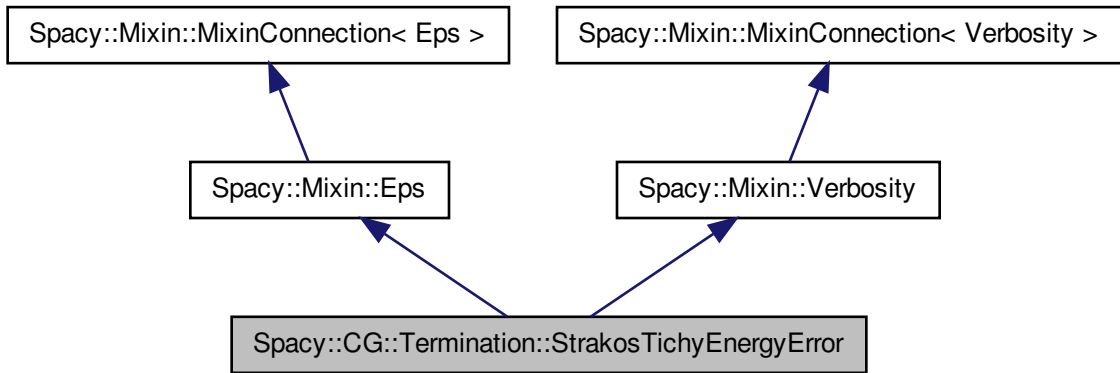 Spacy::Mixin::MixinConnection< Eps >
Spacy::Mixin::MixinConnection< Verbosity >
Spacy::Mixin::Eps
Spacy::Mixin::Verbosity
Spacy::CG::Termination::StrakosTichyEnergyError